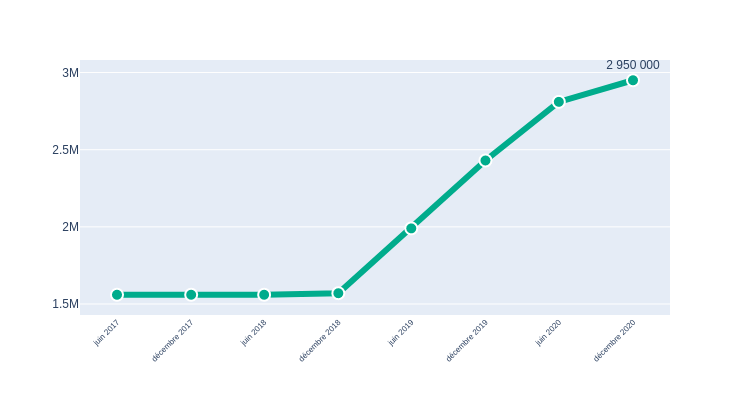 2 950 000
3M
2.5M
2M
1.5M
juin 2017
décembre 2017
juin 2018
décembre 2018
juin 2019
décembre 2019
juin 2020
décembre 2020